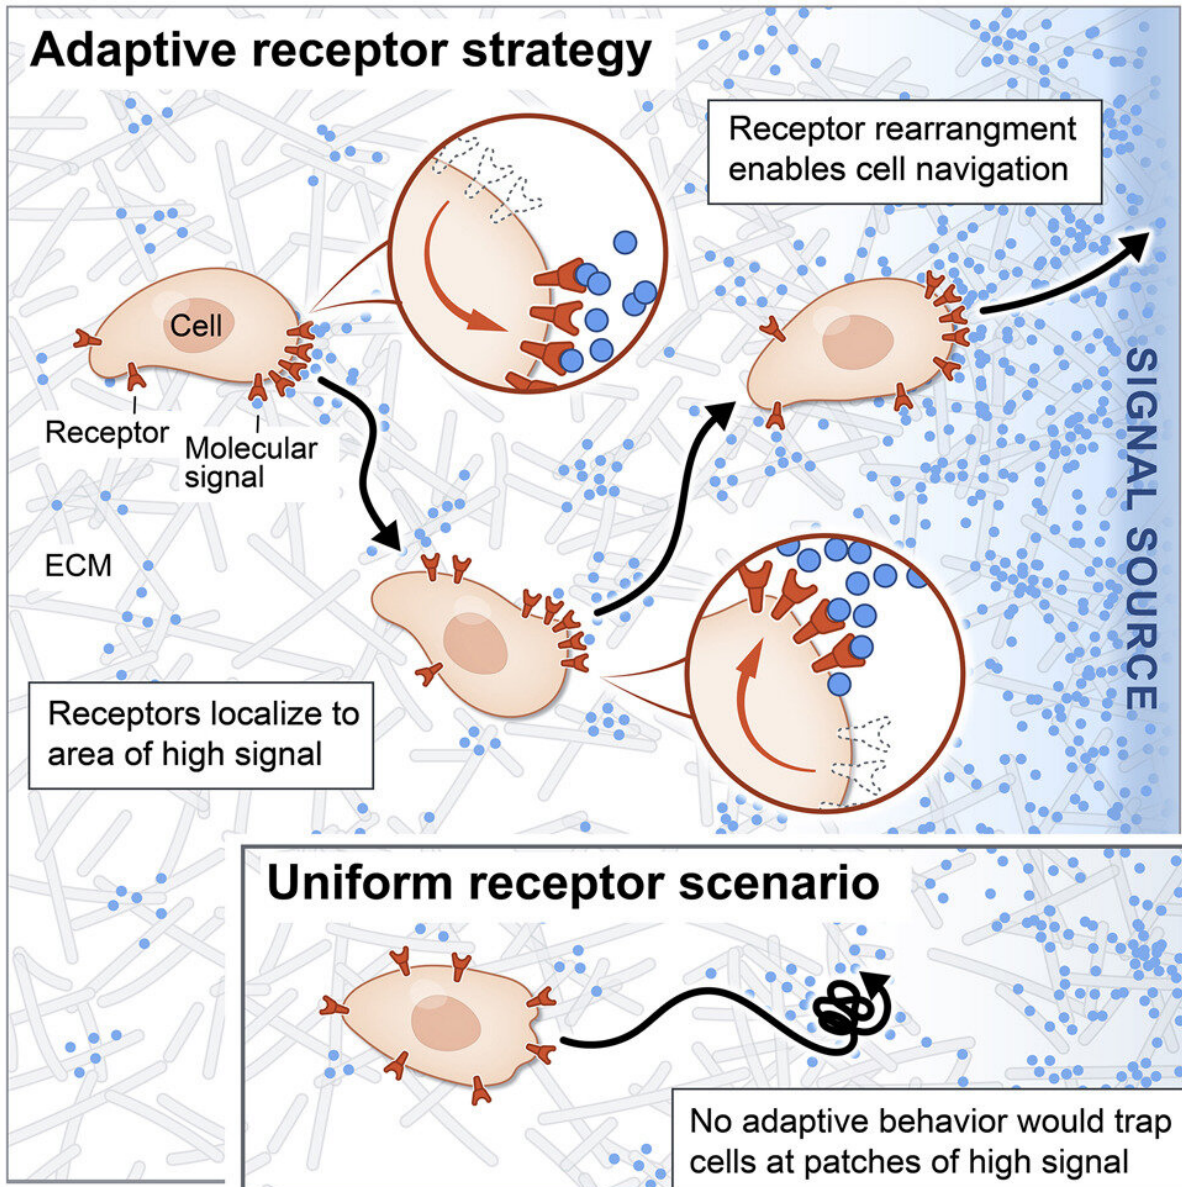 Adaptive receptor strategy
Receptor rearrangment
enables cell navigation
Cell
Receptor
Molecular
signal
ECM
SIGNAL SOURCE
Receptors localize to
area of high signal
Uniform receptor scenario
No adaptive behavior would trap
cells at patches of high signal